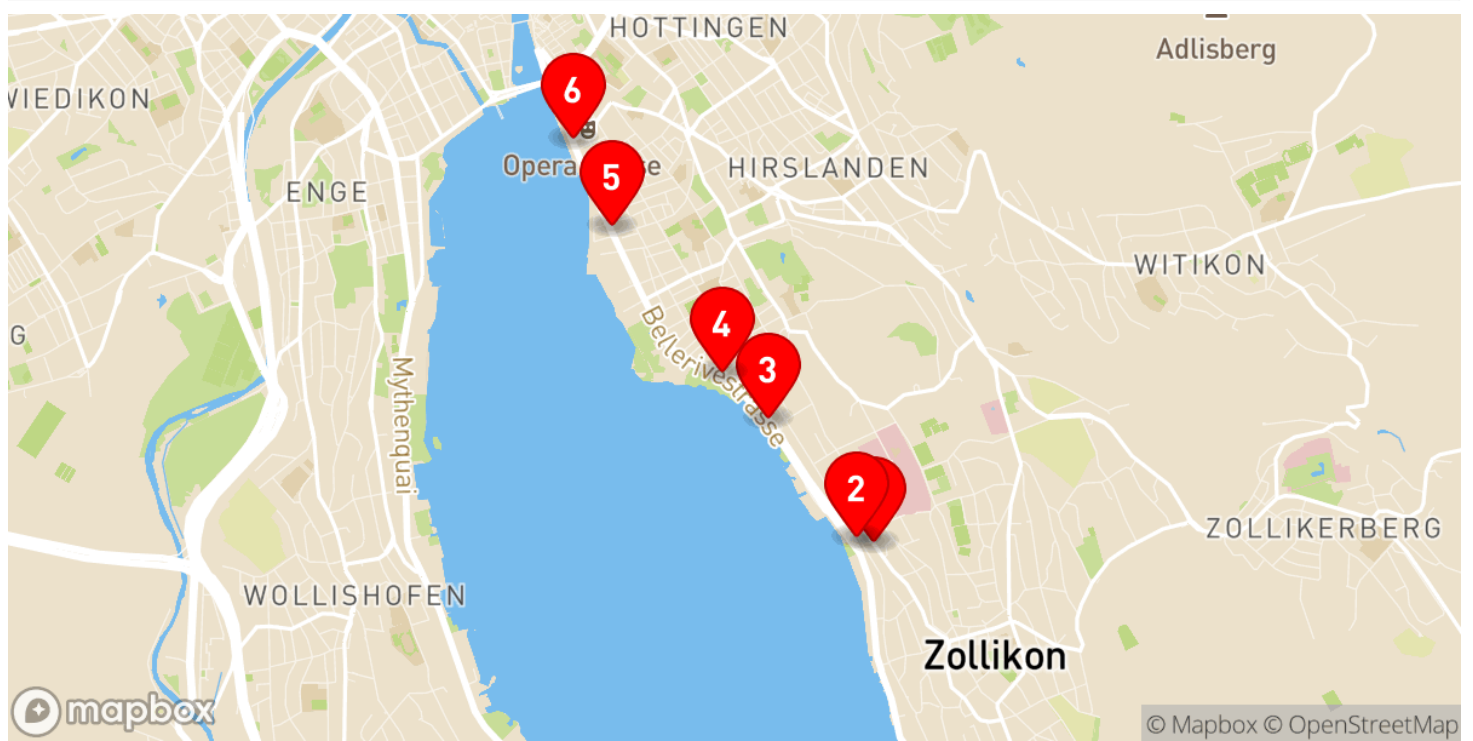 HOTTINGEN
Adlisberg
WIEDIKON
6
Opera
5
HIRSLANDEN
ENGE
WITIKON
G
4
Bellerivestrasse
3
Mythenquai
2
ZOLLIKERBERG
WOLLISHOFEN
Zollikon
mapbox
© Mapbox © OpenStreetMap